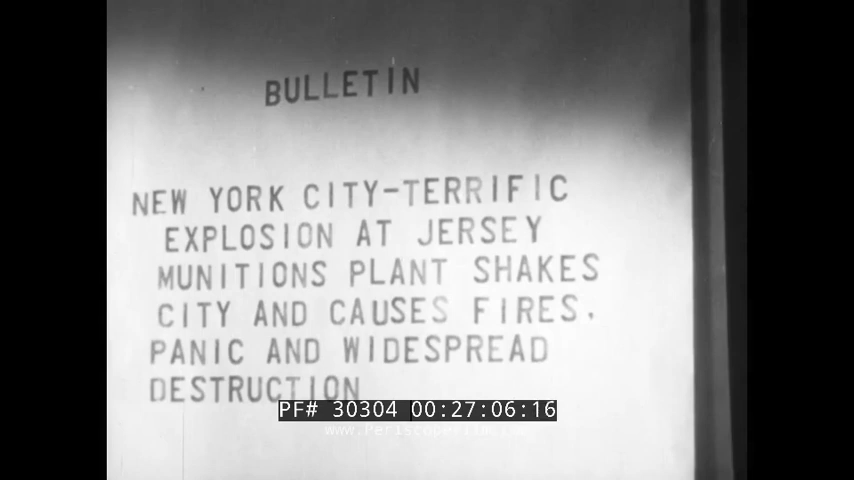 BULLETIN
NEW YORK CITY-TERRIFIC
EXPLOSION AT JERSEY
MUNITIONS PLANT SHAKES
CITY AND CAUSES FIRES.
PANIC AND WIDESPREAD
DESTRUCTION
PF# 30304 00:27:06:16